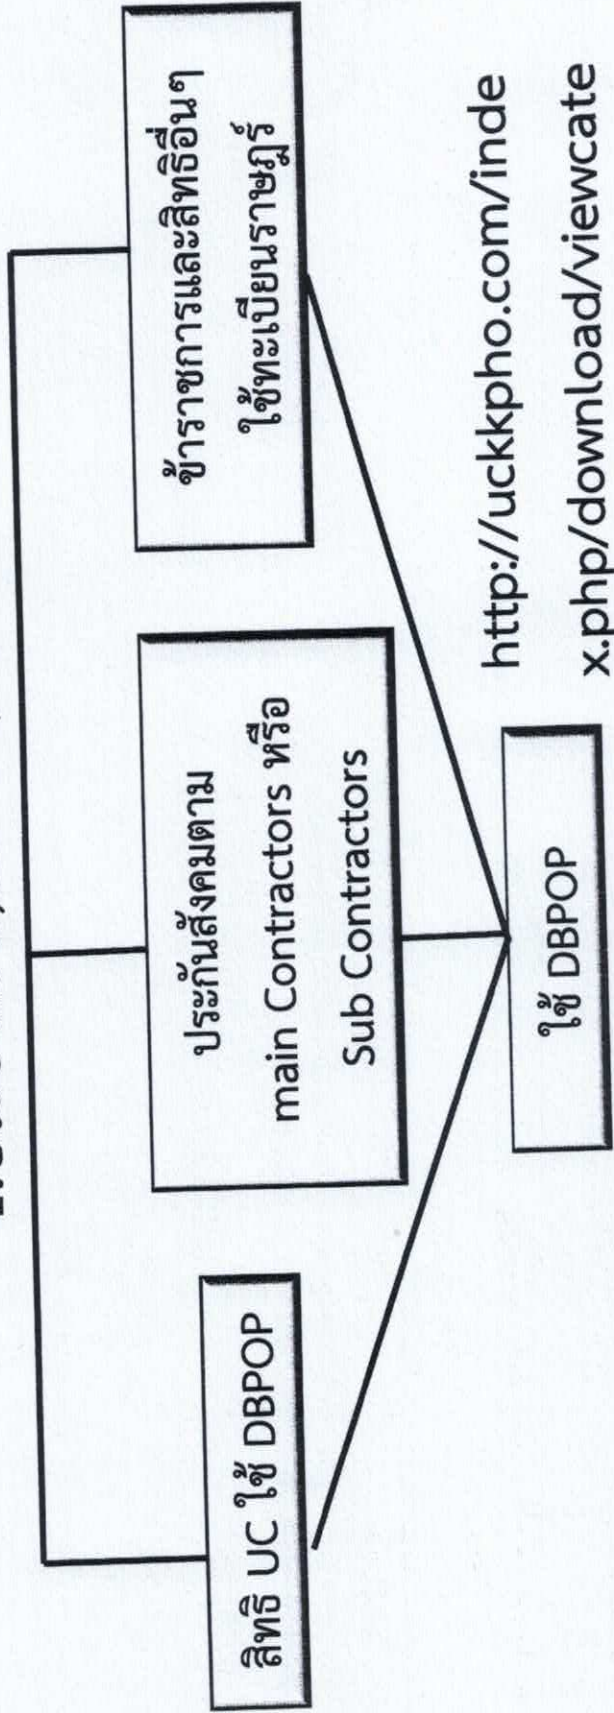 สิทธิ UC ใช้ DBPOP
ประกันสังคมตาม
main Contractors หรือ
Sub Contractors
ข้าราชการและสิทธิอื่นๆ
ใช้ทะเบียนราษฎร์
ใช้ DBPOP
http://uckkpho.com/inde
x.php/download/viewcate